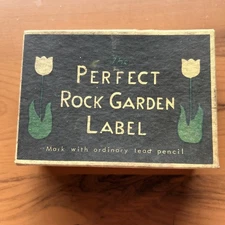 The
PERFECT
ROCK GARDEN
LABEL
Mark with ordinary lead pencil